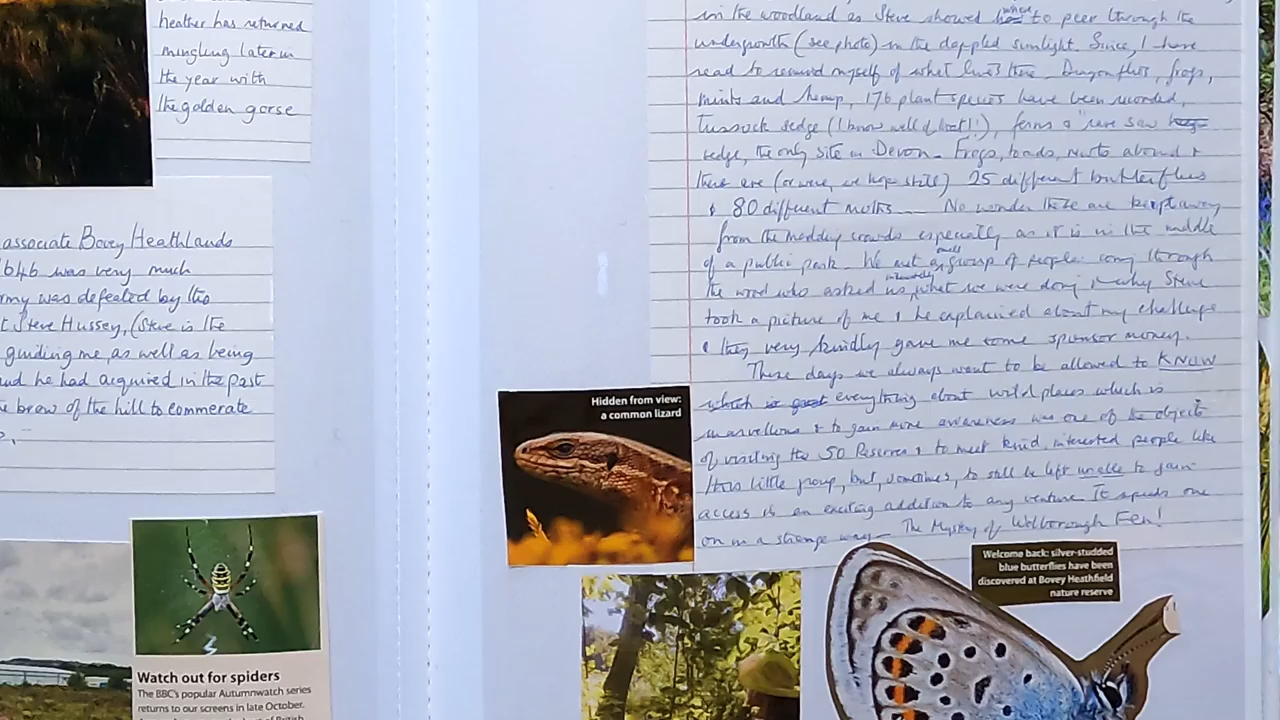 heather has returned
mingling later in
the year with
the golden gorse
associate Bovey Heathlands
1646 was very much
army was defeated by the
t Steve Hussey, (Steve is the
guiding me, as well as being
and he had acquired in the past
e brow of the hill to commerate
Watch out for spiders
The BBC's popular Autumnwatch series
returns to our screens in late October.
in the woodland as Steve showed where to peer through the
undergrowth (see photo) in the dappled sunlight. Since, I have
read to remind myself of what lives there. Dragonflies, frogs,
mints and hemp, 176 plant species have been recorded,
Tussock sedge (I know well of that!!), ferns & "rare saw
sedge, the only site in Devon. Frogs, toads, newts abound &
there are (or were, we hope still) 25 different butterflies
& 80 different moths. No wonder these are kept away
from the madding crowds especially as it is in the middle
of a public park. We met a small group of people coming through
the wood who asked us what we were doing & why Steve
took a picture of me & he explained about my challenge
& they very kindly gave me some sponsor money.
These days we always want to be allowed to KNOW
which is great everything about wild places which is
marvellous & to gain more awareness was one of the objects
of visiting the 50 Reserves & to meet kind, interested people like
this little group, but, sometimes, to still be left unable to gain
access is an exciting addition to any venture. It speeds one
on in a strange way. The Mystery of Wolborough Fen!
Hidden from view:
a common lizard
Welcome back: silver-studded
blue butterflies have been
discovered at Bovey Heathfield
nature reserve